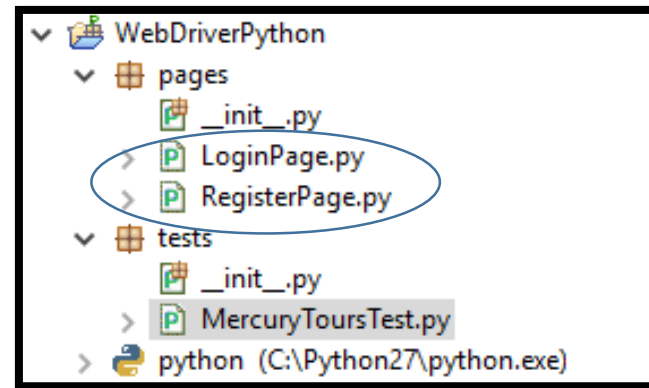 WebDriverPython
pages
__init__.py
LoginPage.py
RegisterPage.py
tests
__init__.py
MercuryToursTest.py
python (C:\Python27\python.exe)